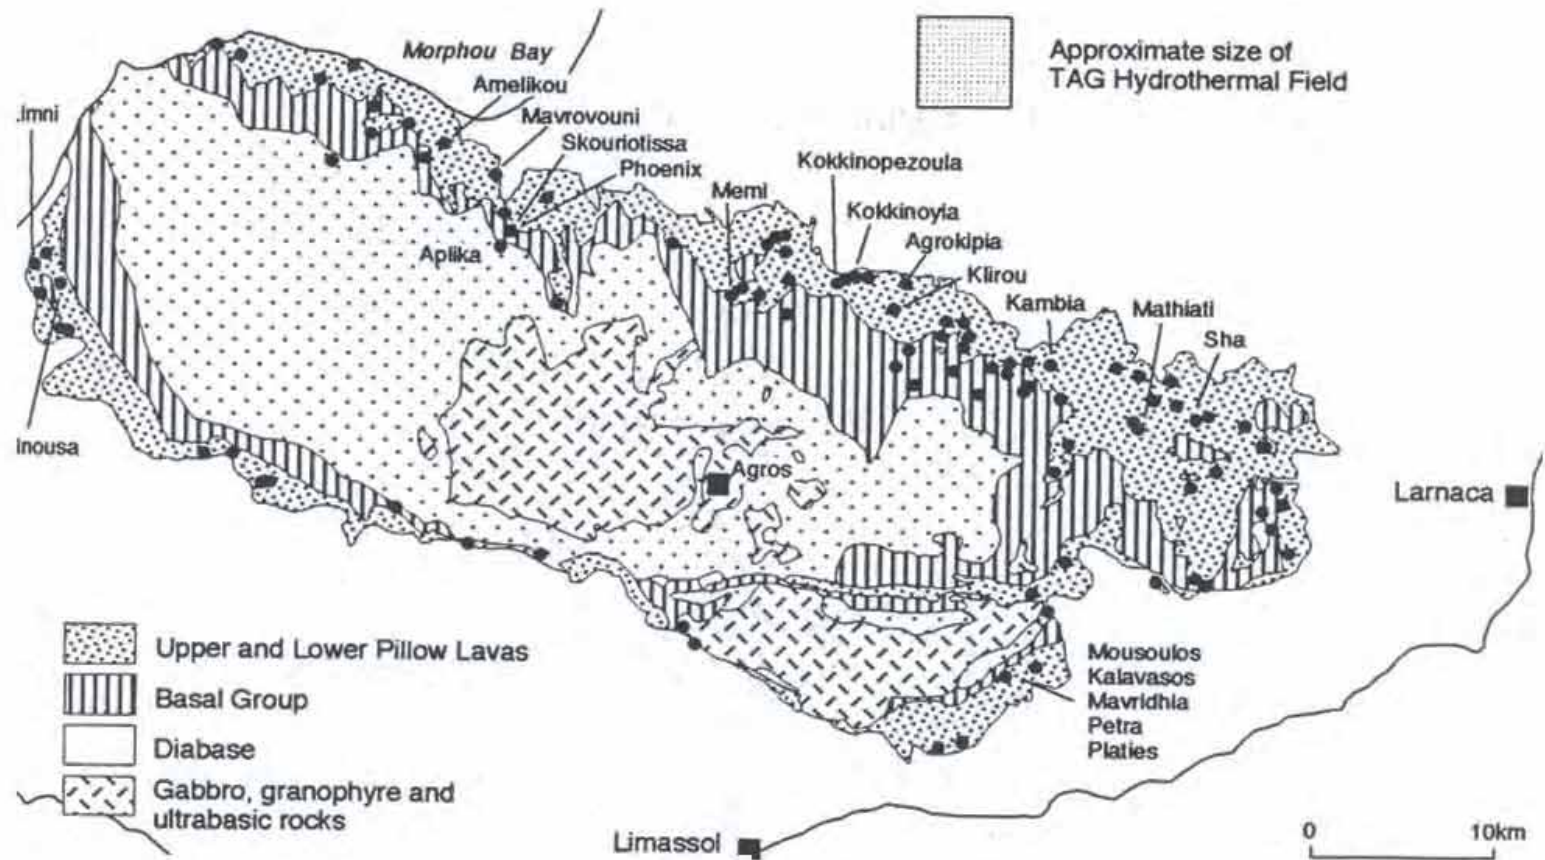 Morphou Bay
Approximate size of
TAG Hydrothermal Field
.imni
Amelikou
Mavrovouni
Skouriotissa
Phoenix
Memi
Kokkinopezoula
Kokkinoyia
Agrokipia
Klirou
Kambia
Mathiati
Sha
Aplika
Inousa
Agros
Larnaca
Upper and Lower Pillow Lavas
Basal Group
Diabase
Gabbro, granophyre and
ultrabasic rocks
Mousoulos
Kalavasos
Mavridhia
Petra
Platies
Limassol
0 10km